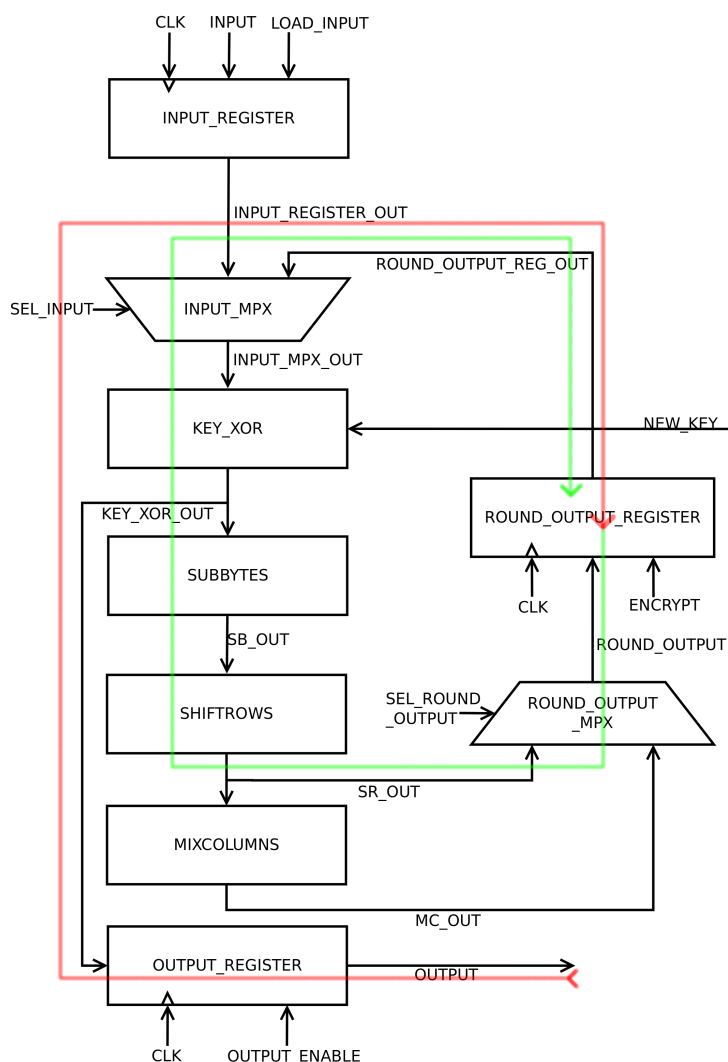 CLK
INPUT
LOAD_INPUT
INPUT_REGISTER
INPUT_REGISTER_OUT
ROUND_OUTPUT_REG_OUT
SEL_INPUT
INPUT_MPX
INPUT_MPX_OUT
KEY_XOR
NEW_KEY
KEY_XOR_OUT
ROUND_OUTPUT_REGISTER
SUBBYTES
CLK
ENCRYPT
SB_OUT
ROUND_OUTPUT
SHIFTROWS
SEL_ROUND
_OUTPUT
ROUND_OUTPUT
_MPX
SR_OUT
MIXCOLUMNS
MC_OUT
OUTPUT_REGISTER
OUTPUT
CLK
OUTPUT_ENABLE